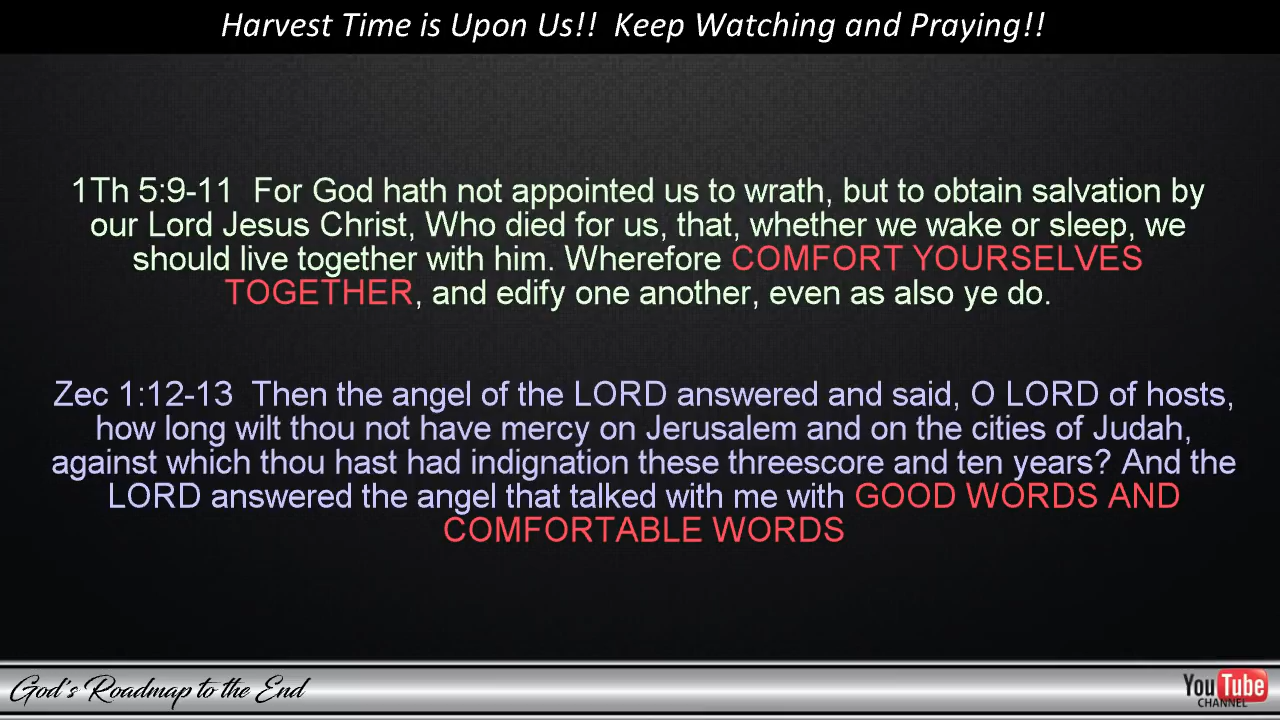 Harvest Time is Upon Us!!  Keep Watching and Praying!!
1Th 5:9-11  For God hath not appointed us to wrath, but to obtain salvation by
our Lord Jesus Christ, Who died for us, that, whether we wake or sleep, we
should live together with him. Wherefore COMFORT YOURSELVES
TOGETHER, and edify one another, even as also ye do.
Zec 1:12-13  Then the angel of the LORD answered and said, O LORD of hosts,
how long wilt thou not have mercy on Jerusalem and on the cities of Judah,
against which thou hast had indignation these threescore and ten years? And the
LORD answered the angel that talked with me with GOOD WORDS AND
COMFORTABLE WORDS
God's Roadmap to the End
YouTube
CHANNEL